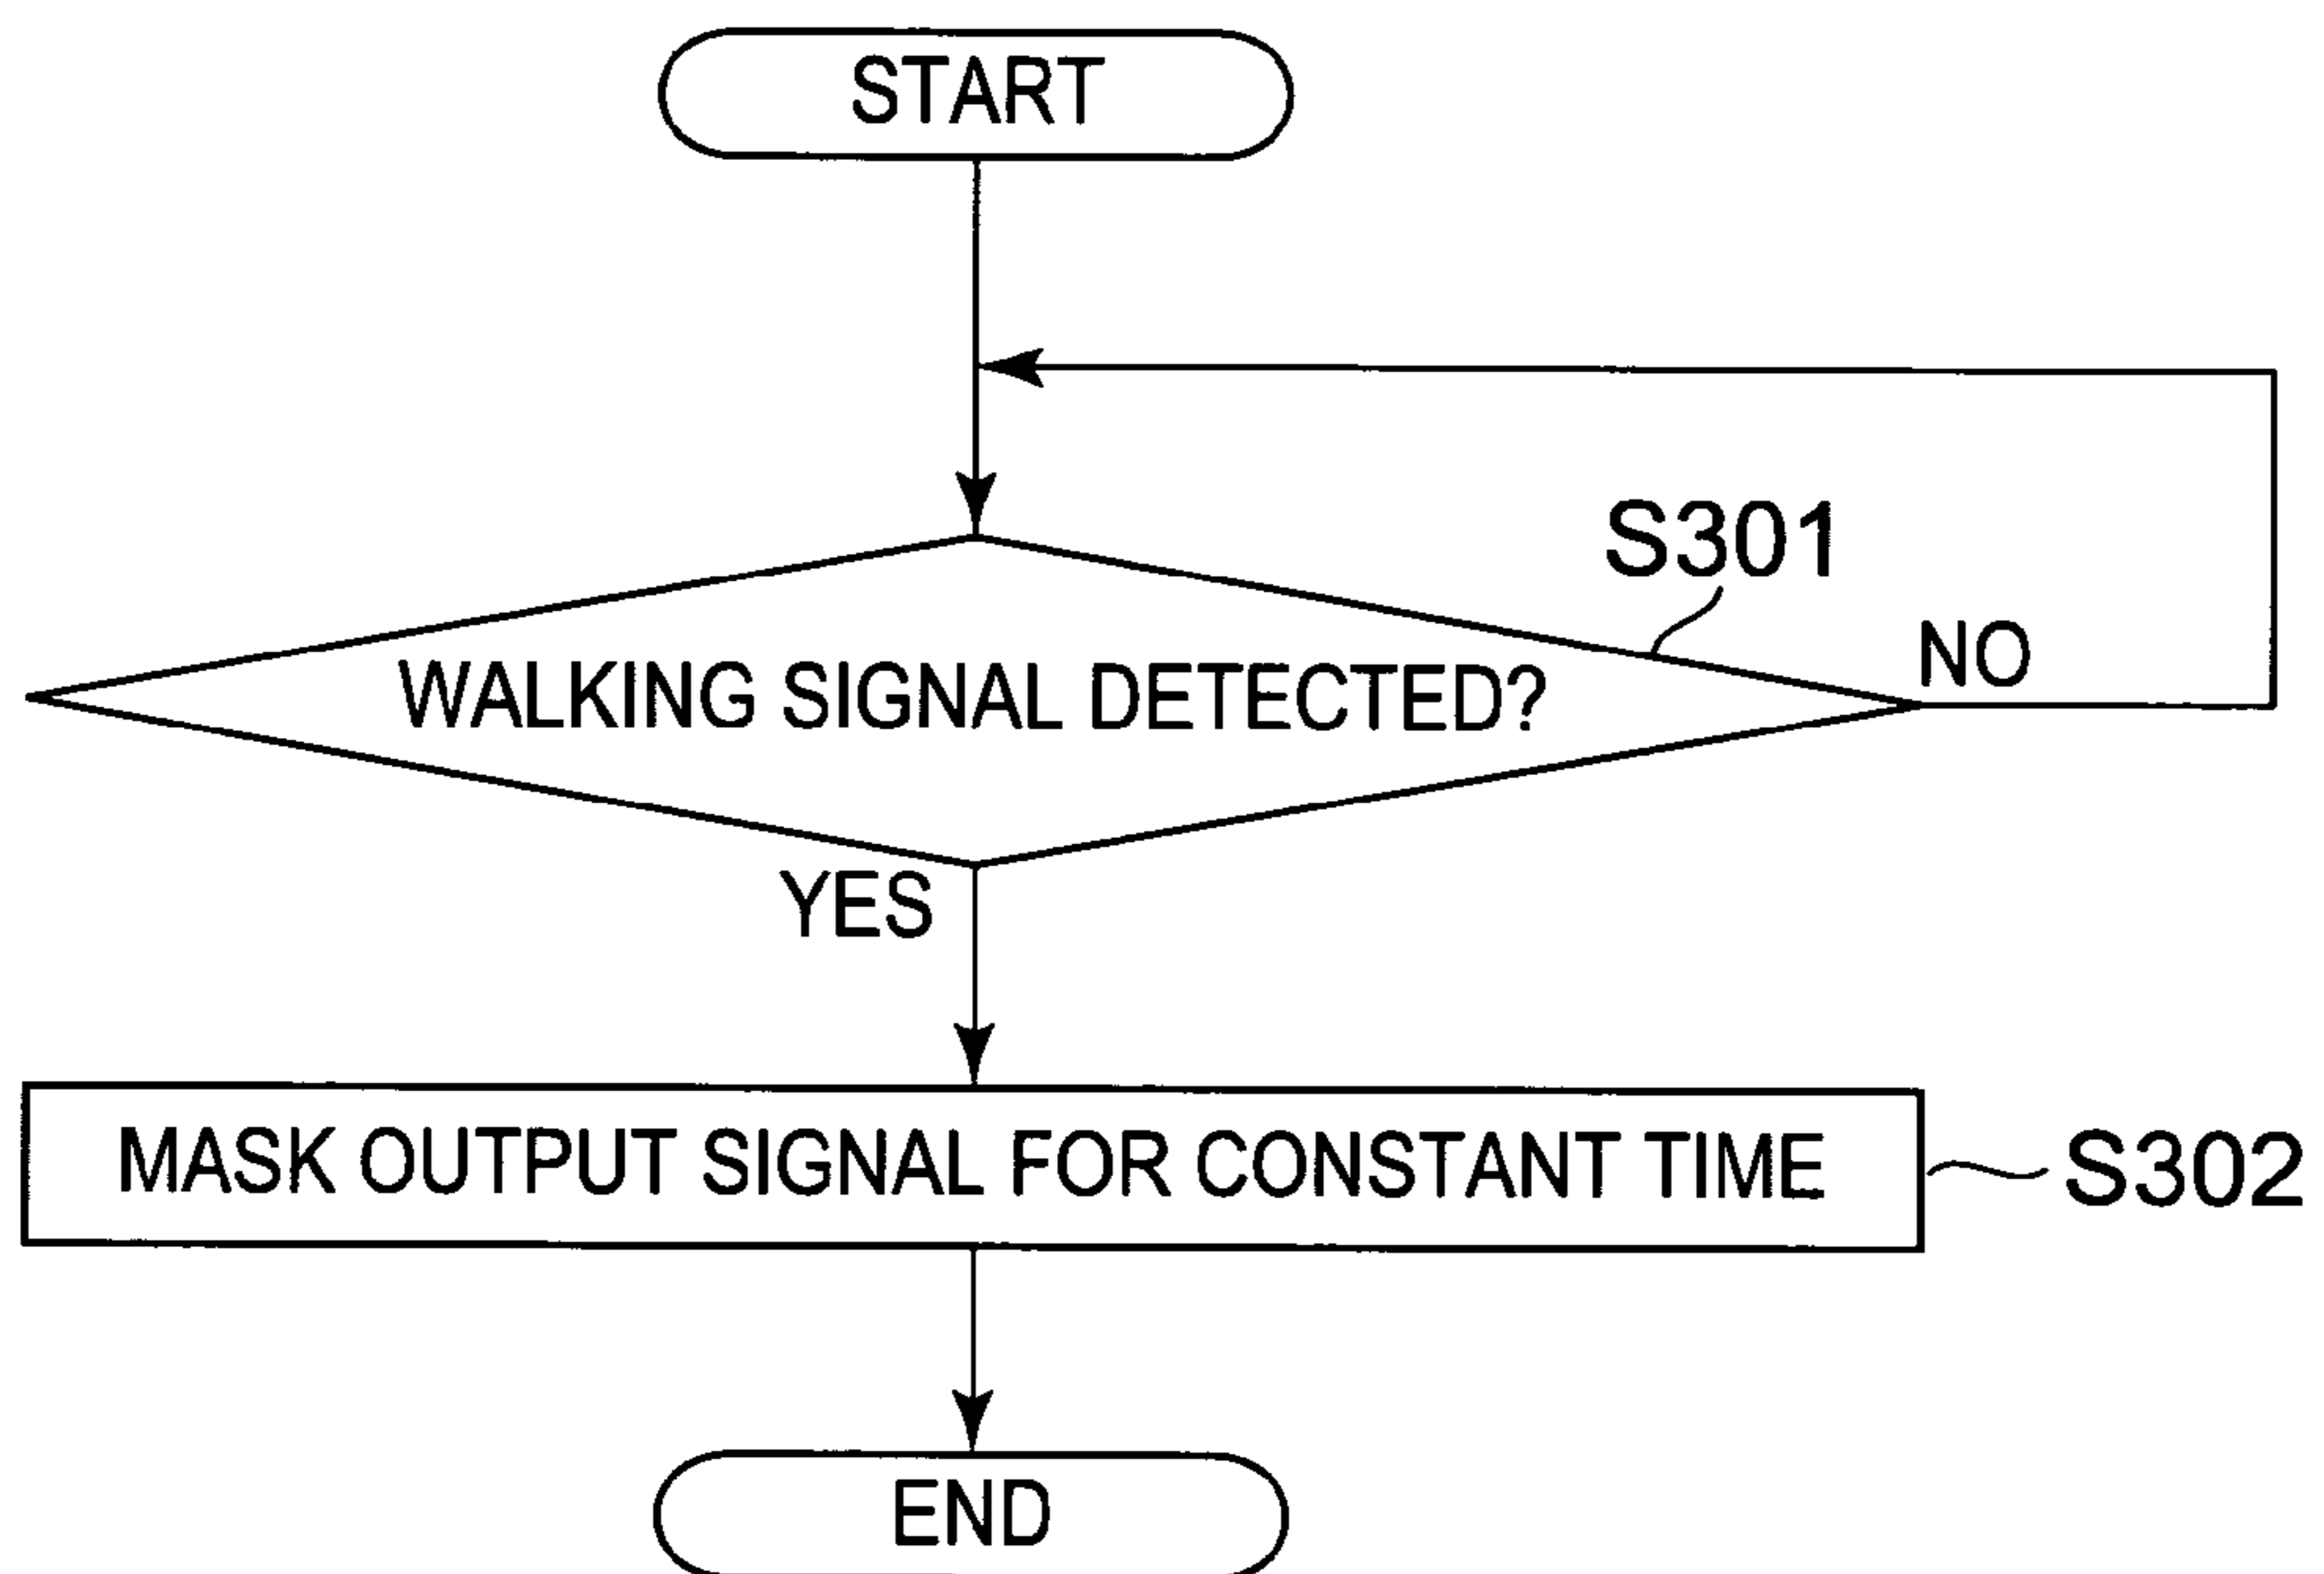 START
S301
NO
WALKING SIGNAL DETECTED?
YES
MASK OUTPUT SIGNAL FOR CONSTANT TIME
S302
END